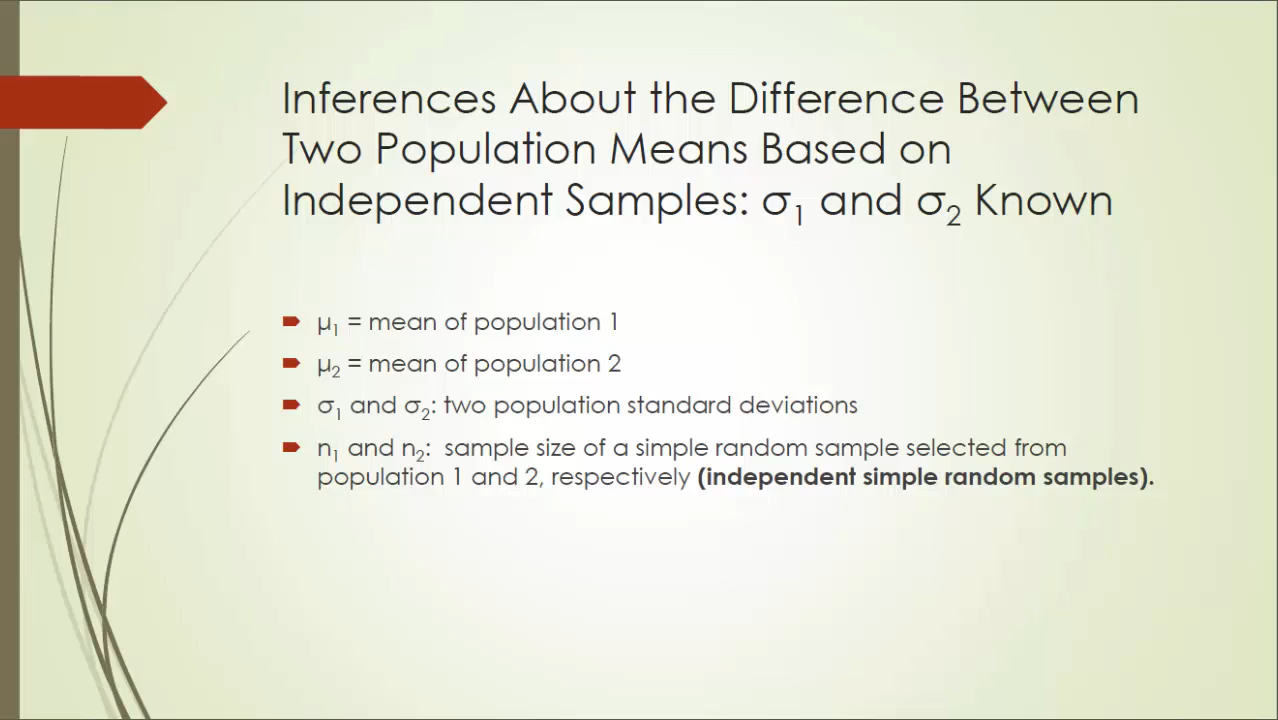 Inferences About the Difference Between
Two Population Means Based on
Independent Samples: σ₁ and σ₂ Known
μ₁ = mean of population 1
μ₂ = mean of population 2
σ₁ and σ₂: two population standard deviations
n₁ and n₂: sample size of a simple random sample selected from
population 1 and 2, respectively (independent simple random samples).